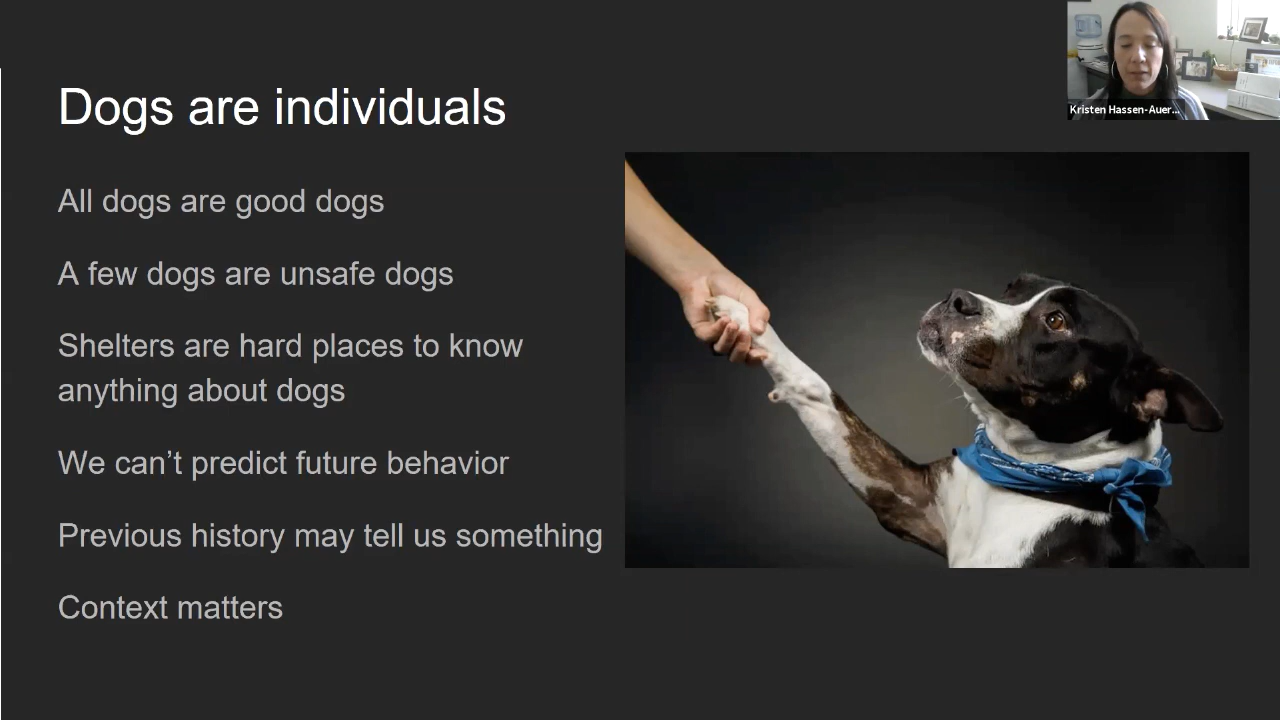 Dogs are individuals
All dogs are good dogs
A few dogs are unsafe dogs
Shelters are hard places to know
anything about dogs
We can’t predict future behavior
Previous history may tell us something
Context matters
Kristen Hassen-Auer...